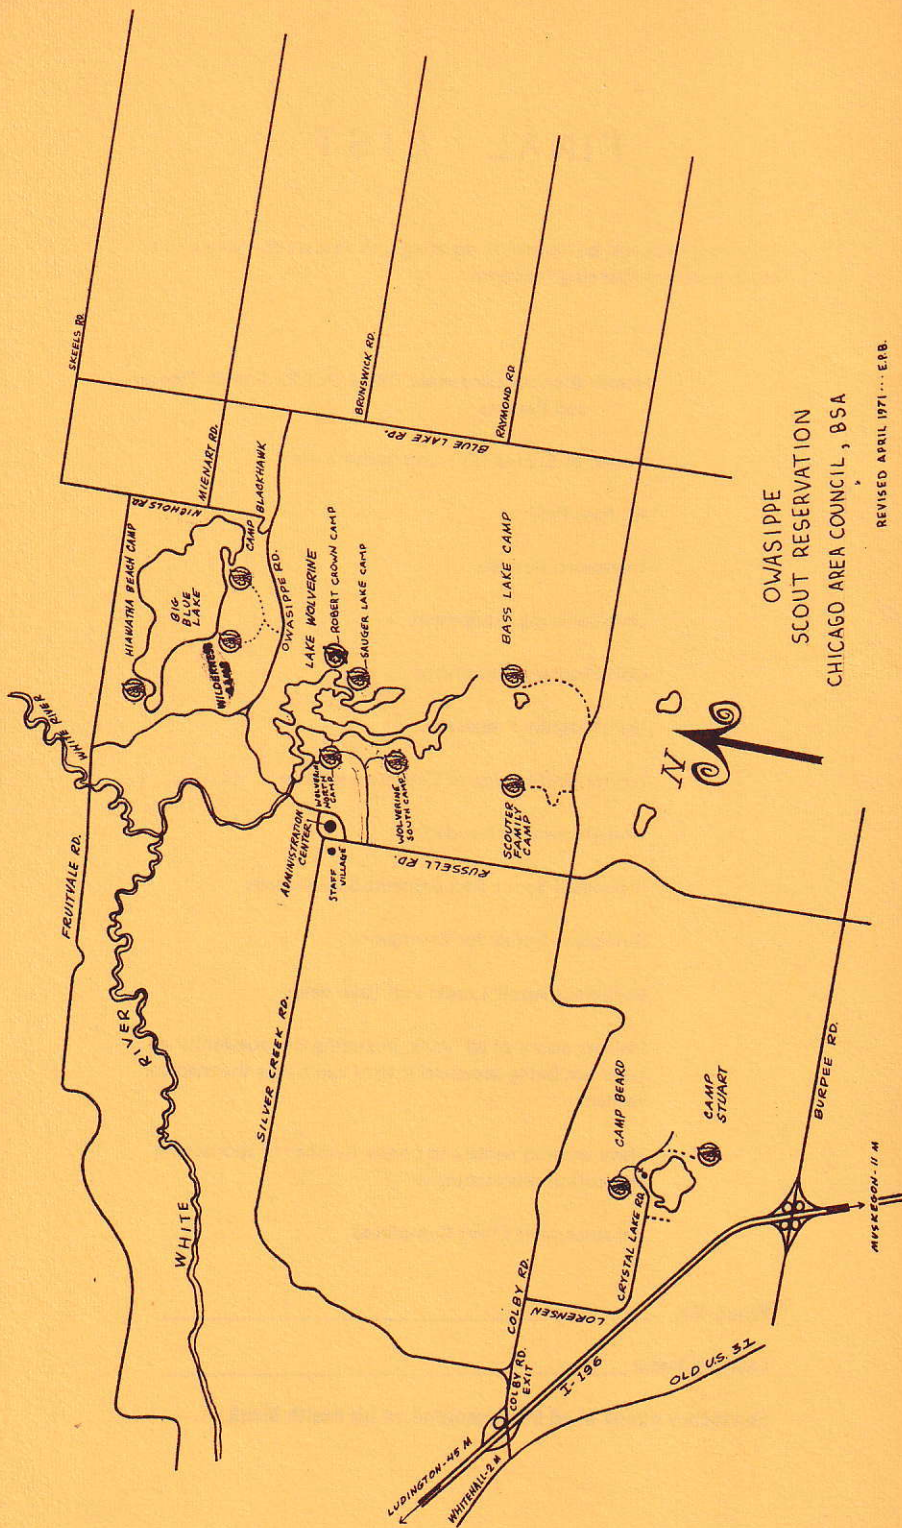 SKEELS RD.
MIENART RD.
BRUNSWICK RD.
RAYMOND RD
BLUE LAKE RD.
NICHOLS RD
HIAWATHA BEACH CAMP
BIG
BLUE
LAKE
CAMP BLACKHAWK
WILDERNESS
CAMP
OWASIPPE RD.
LAKE WOLVERINE
ROBERT CROWN CAMP
SAUGER LAKE CAMP
BASS LAKE CAMP
WHITE RIVER
WHITE RIVER
FRUITVALE RD.
ADMINISTRATION
CENTER
WOLVERINE
NORTH
CAMP
WOLVERINE
SOUTH CAMP
STAFF
VILLAGE
RUSSELL RD.
SCOUTER
FAMILY
CAMP
N
WHITE RIVER
SILVER CREEK RD.
CAMP BEARD
CAMP
STUART
CRYSTAL LAKE RD.
LORENSEN
COLBY RD.
COLBY RD.
EXIT
I-196
OLD U.S. 31
BURPEE RD.
MUSKEGON-11 M
LUDINGTON-45 M
WHITEHALL-2 M
OWASIPPE
SCOUT RESERVATION
CHICAGO AREA COUNCIL, BSA
REVISED APRIL 1971... E.P.B.